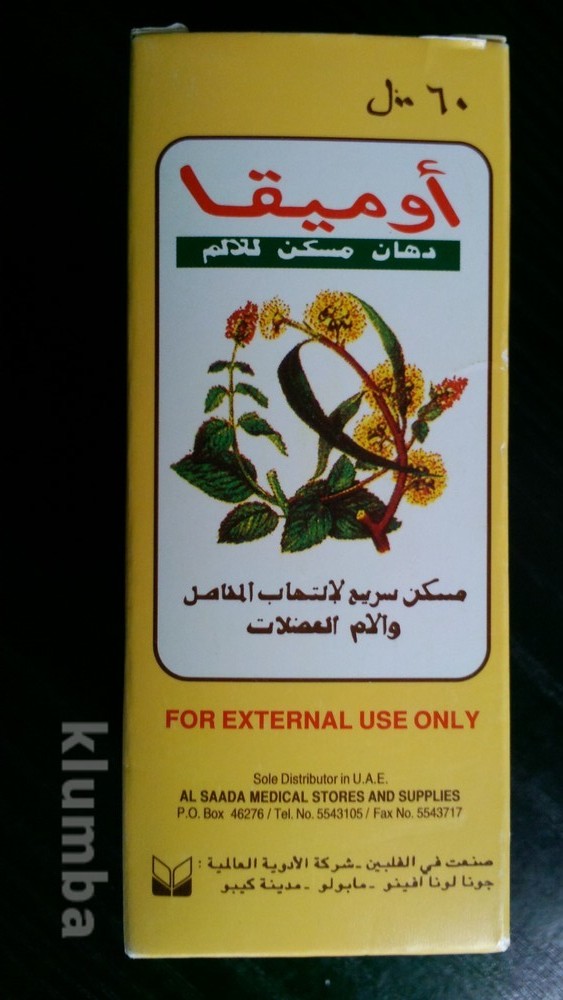 ٦٠ مل
أوميقا
دهان مسكن للألم
مسكن سريع لإلتهاب المفاصل
والام العضلات
FOR EXTERNAL USE ONLY
Sole Distributor in U.A.E.
AL SAADA MEDICAL STORES AND SUPPLIES
P.O. Box 46276 / Tel. No. 5543105 / Fax No. 5543717
صنعت في الفلبين - شركة الأدوية العالمية :
جونا لونا أفينو - مابولو - مدينة كيبو
klumba